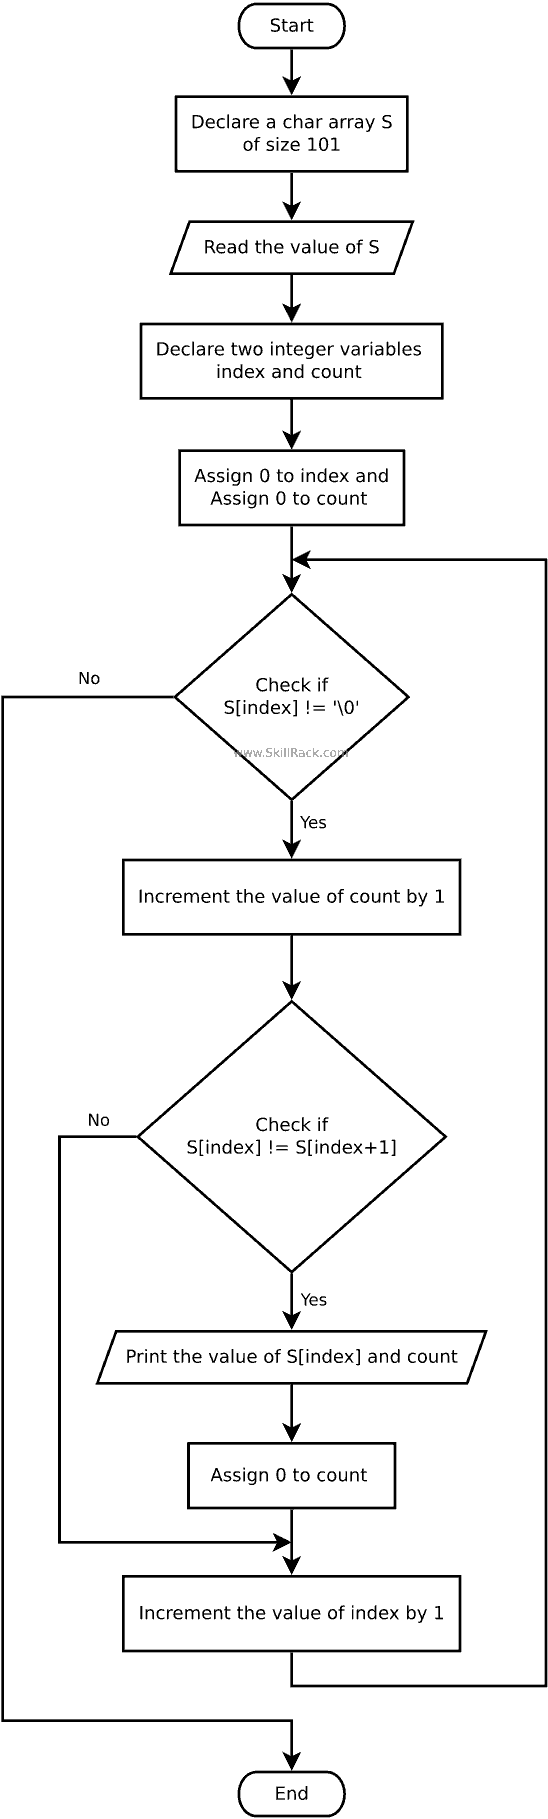 Start
Declare a char array S
of size 101
Read the value of S
Declare two integer variables
index and count
Assign 0 to index and
Assign 0 to count
No
Check if
S[index] != '\0'
www.SkillRack.com
Yes
Increment the value of count by 1
No
Check if
S[index] != S[index+1]
Yes
Print the value of S[index] and count
Assign 0 to count
Increment the value of index by 1
End